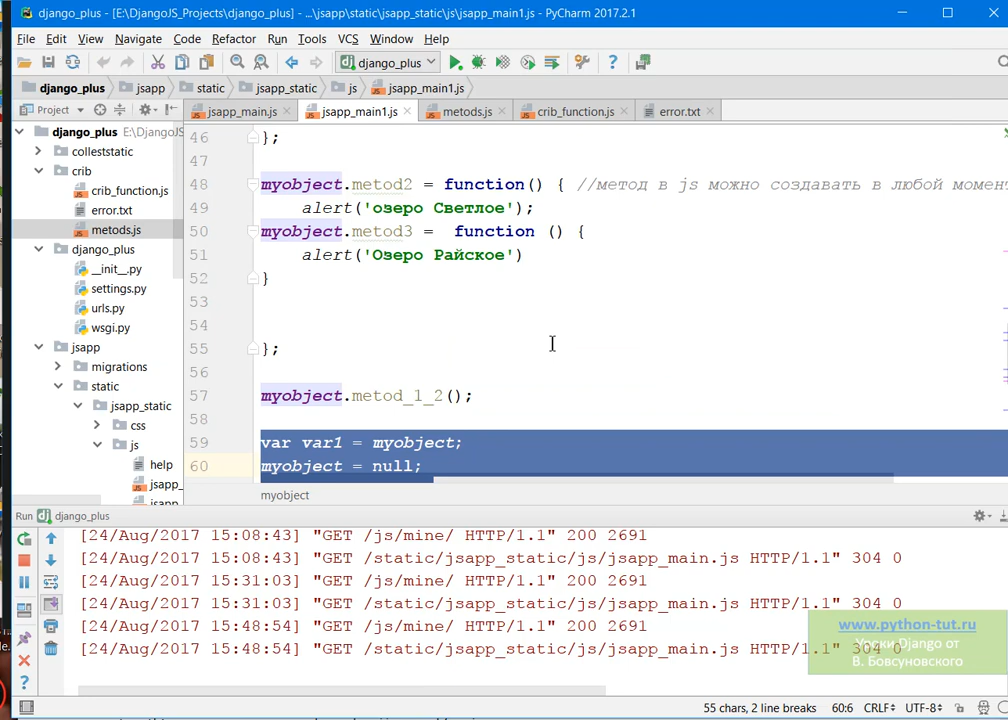 django_plus - [E:\DjangoJS_Projects\django_plus] - ...\jsapp\static\jsapp_static\js\jsapp_main1.js - PyCharm 2017.2.1
File Edit View Navigate Code Refactor Run Tools VCS Window Help
django_plus
django_plus jsapp static jsapp_static js jsapp_main1.js
Project jsapp_main.js jsapp_main1.js metods.js crib_function.js error.txt
django_plus E:\DjangoJS
colleststatic
crib
crib_function.js
error.txt
metods.js
django_plus
__init__.py
settings.py
urls.py
wsgi.py
jsapp
migrations
static
jsapp_static
css
js
help
jsapp_
jsapp
46 };
47
48 myobject.metod2 = function() { //метод в js можно создавать в любой момент
49 alert('озеро Светлое');
50 myobject.metod3 = function () {
51 alert('Озеро Райское')
52 }
53
54
55 };
56
57 myobject.metod_1_2();
58
59 var var1 = myobject;
60 myobject = null;
myobject
Run django_plus
[24/Aug/2017 15:08:43] "GET /js/mine/ HTTP/1.1" 200 2691
[24/Aug/2017 15:08:43] "GET /static/jsapp_static/js/jsapp_main.js HTTP/1.1" 304 0
[24/Aug/2017 15:31:03] "GET /js/mine/ HTTP/1.1" 200 2691
[24/Aug/2017 15:31:03] "GET /static/jsapp_static/js/jsapp_main.js HTTP/1.1" 304 0
[24/Aug/2017 15:48:54] "GET /js/mine/ HTTP/1.1" 200 2691
[24/Aug/2017 15:48:54] "GET /static/jsapp_static/js/jsapp_main.js HTTP/1.1" 304 0
www.python-tut.ru
Уроки Django от
В. Бовсуновского
55 chars, 2 line breaks 60:6 CRLF UTF-8